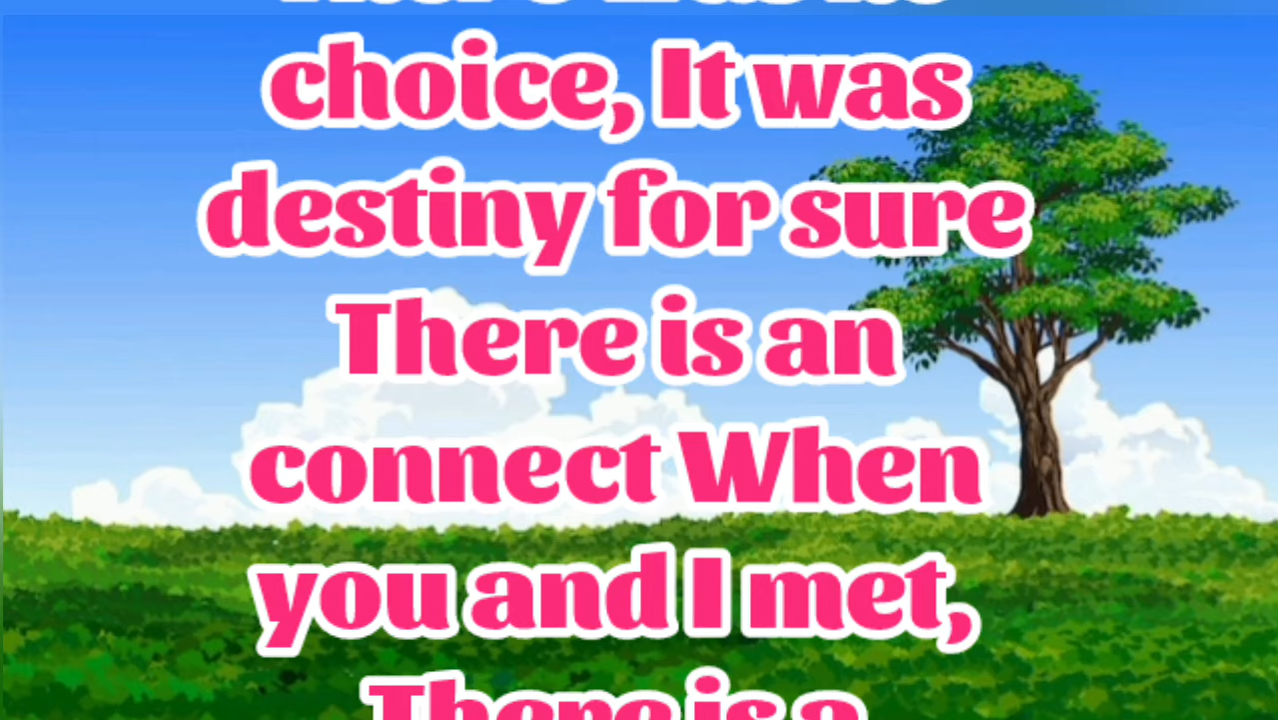 choice, It was
destiny for sure
There is an
connect When
you and I met,
There is a